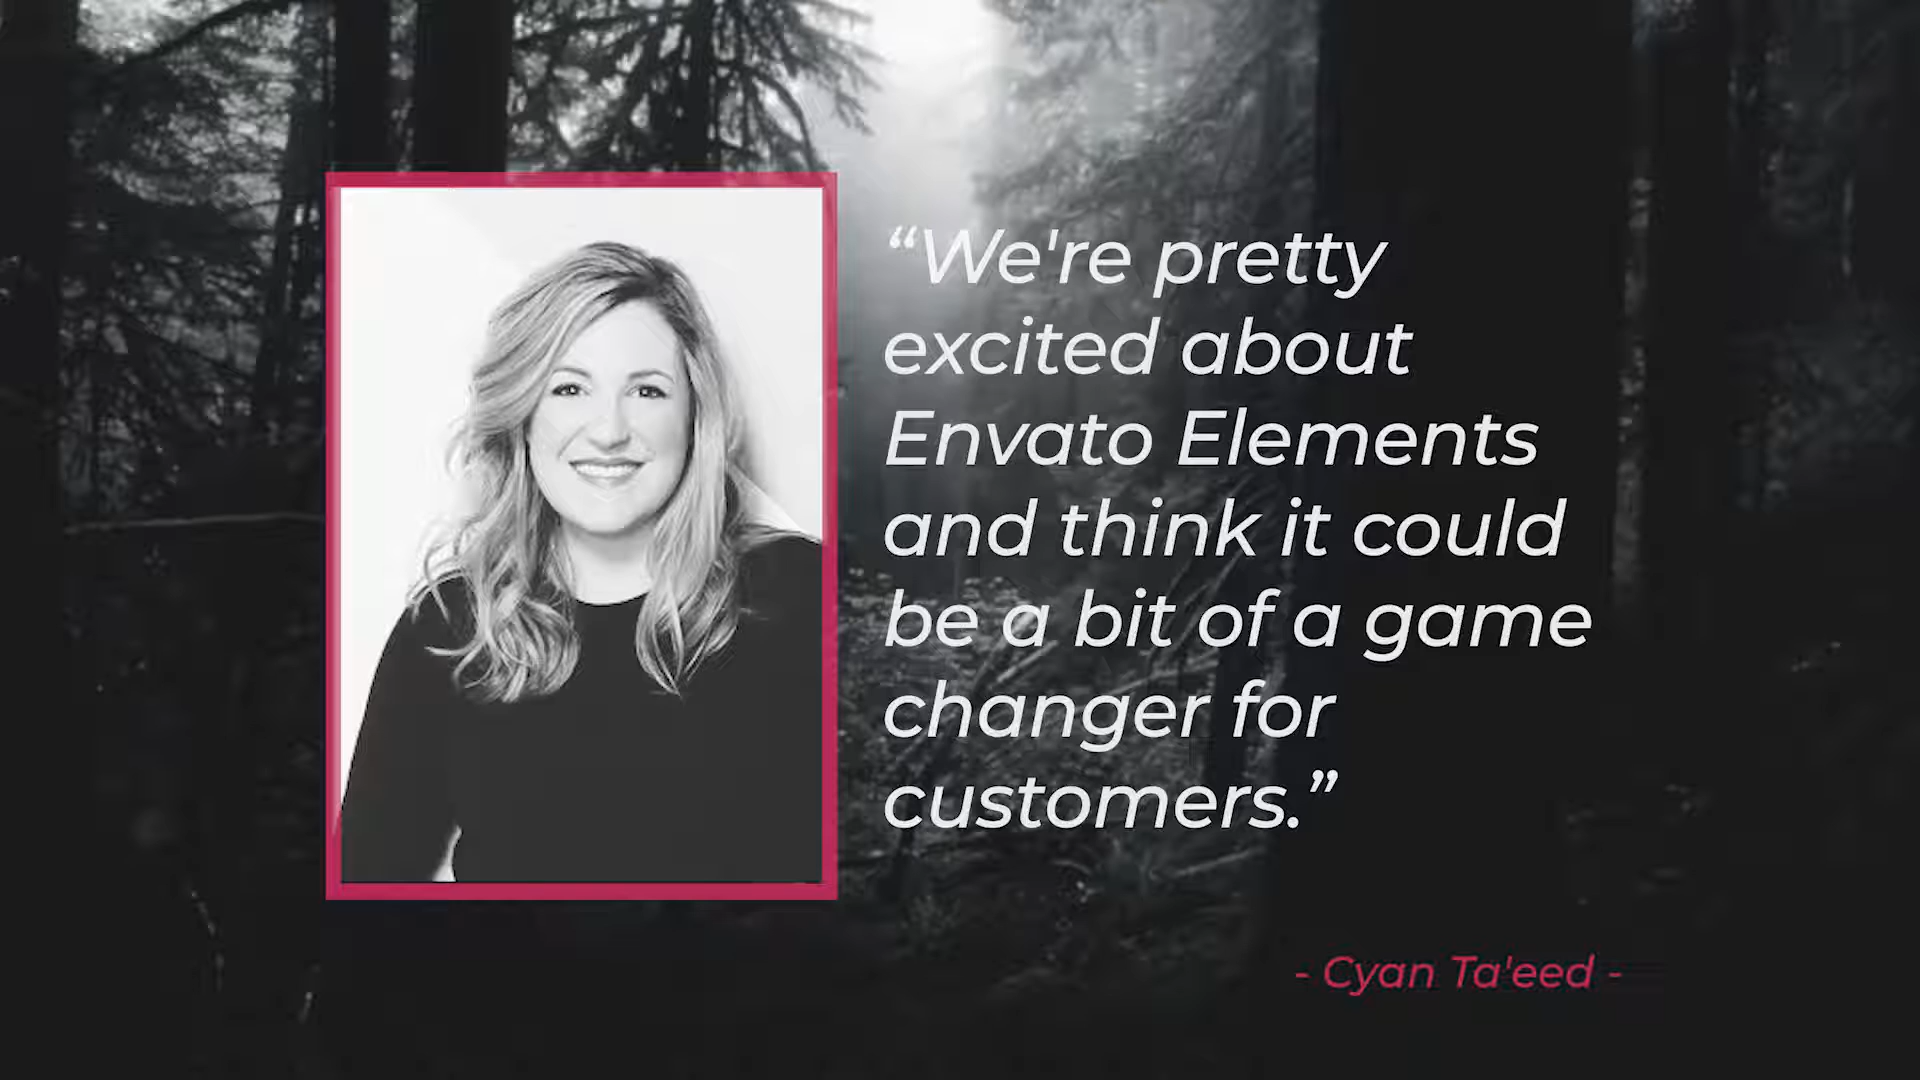 “We're pretty
excited about
Envato Elements
and think it could
be a bit of a game
changer for
customers.”
- Cyan Ta'eed -